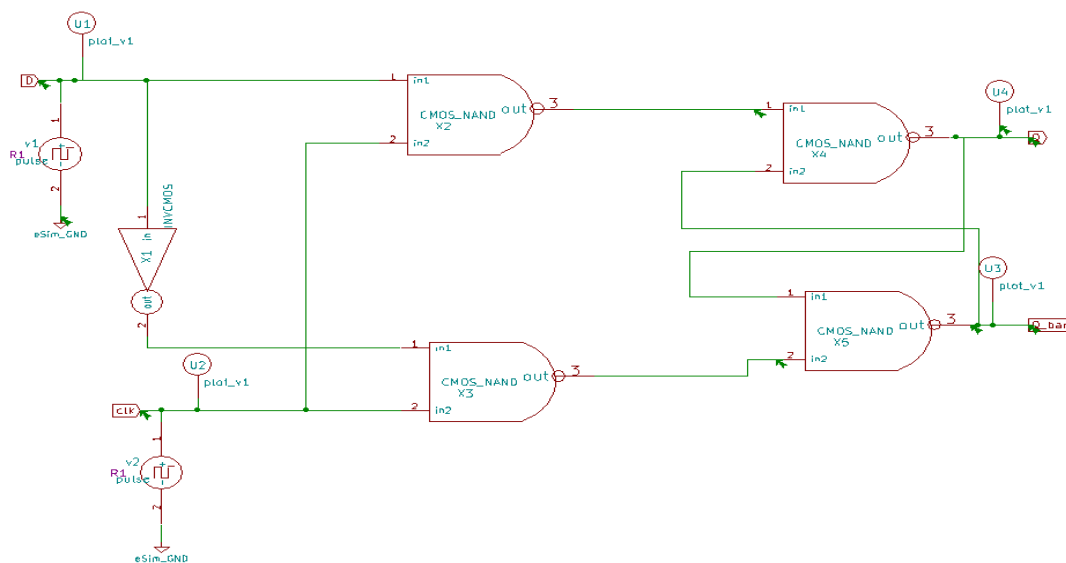 U1
plot_v1
D
1
v1
R1
pulse
2
eSim_GND
1
in
X1
INVCMOS
out
2
1
in1
CMOS_NAND
X2
out
3
2
in2
1
in1
CMOS_NAND
X4
out
3
2
in2
U4
plot_v1
Q
U3
plot_v1
1
in1
CMOS_NAND
X5
out
3
2
in2
Q_bar
1
in1
CMOS_NAND
X3
out
3
2
in2
U2
plot_v1
clk
1
v2
R1
pulse
2
eSim_GND